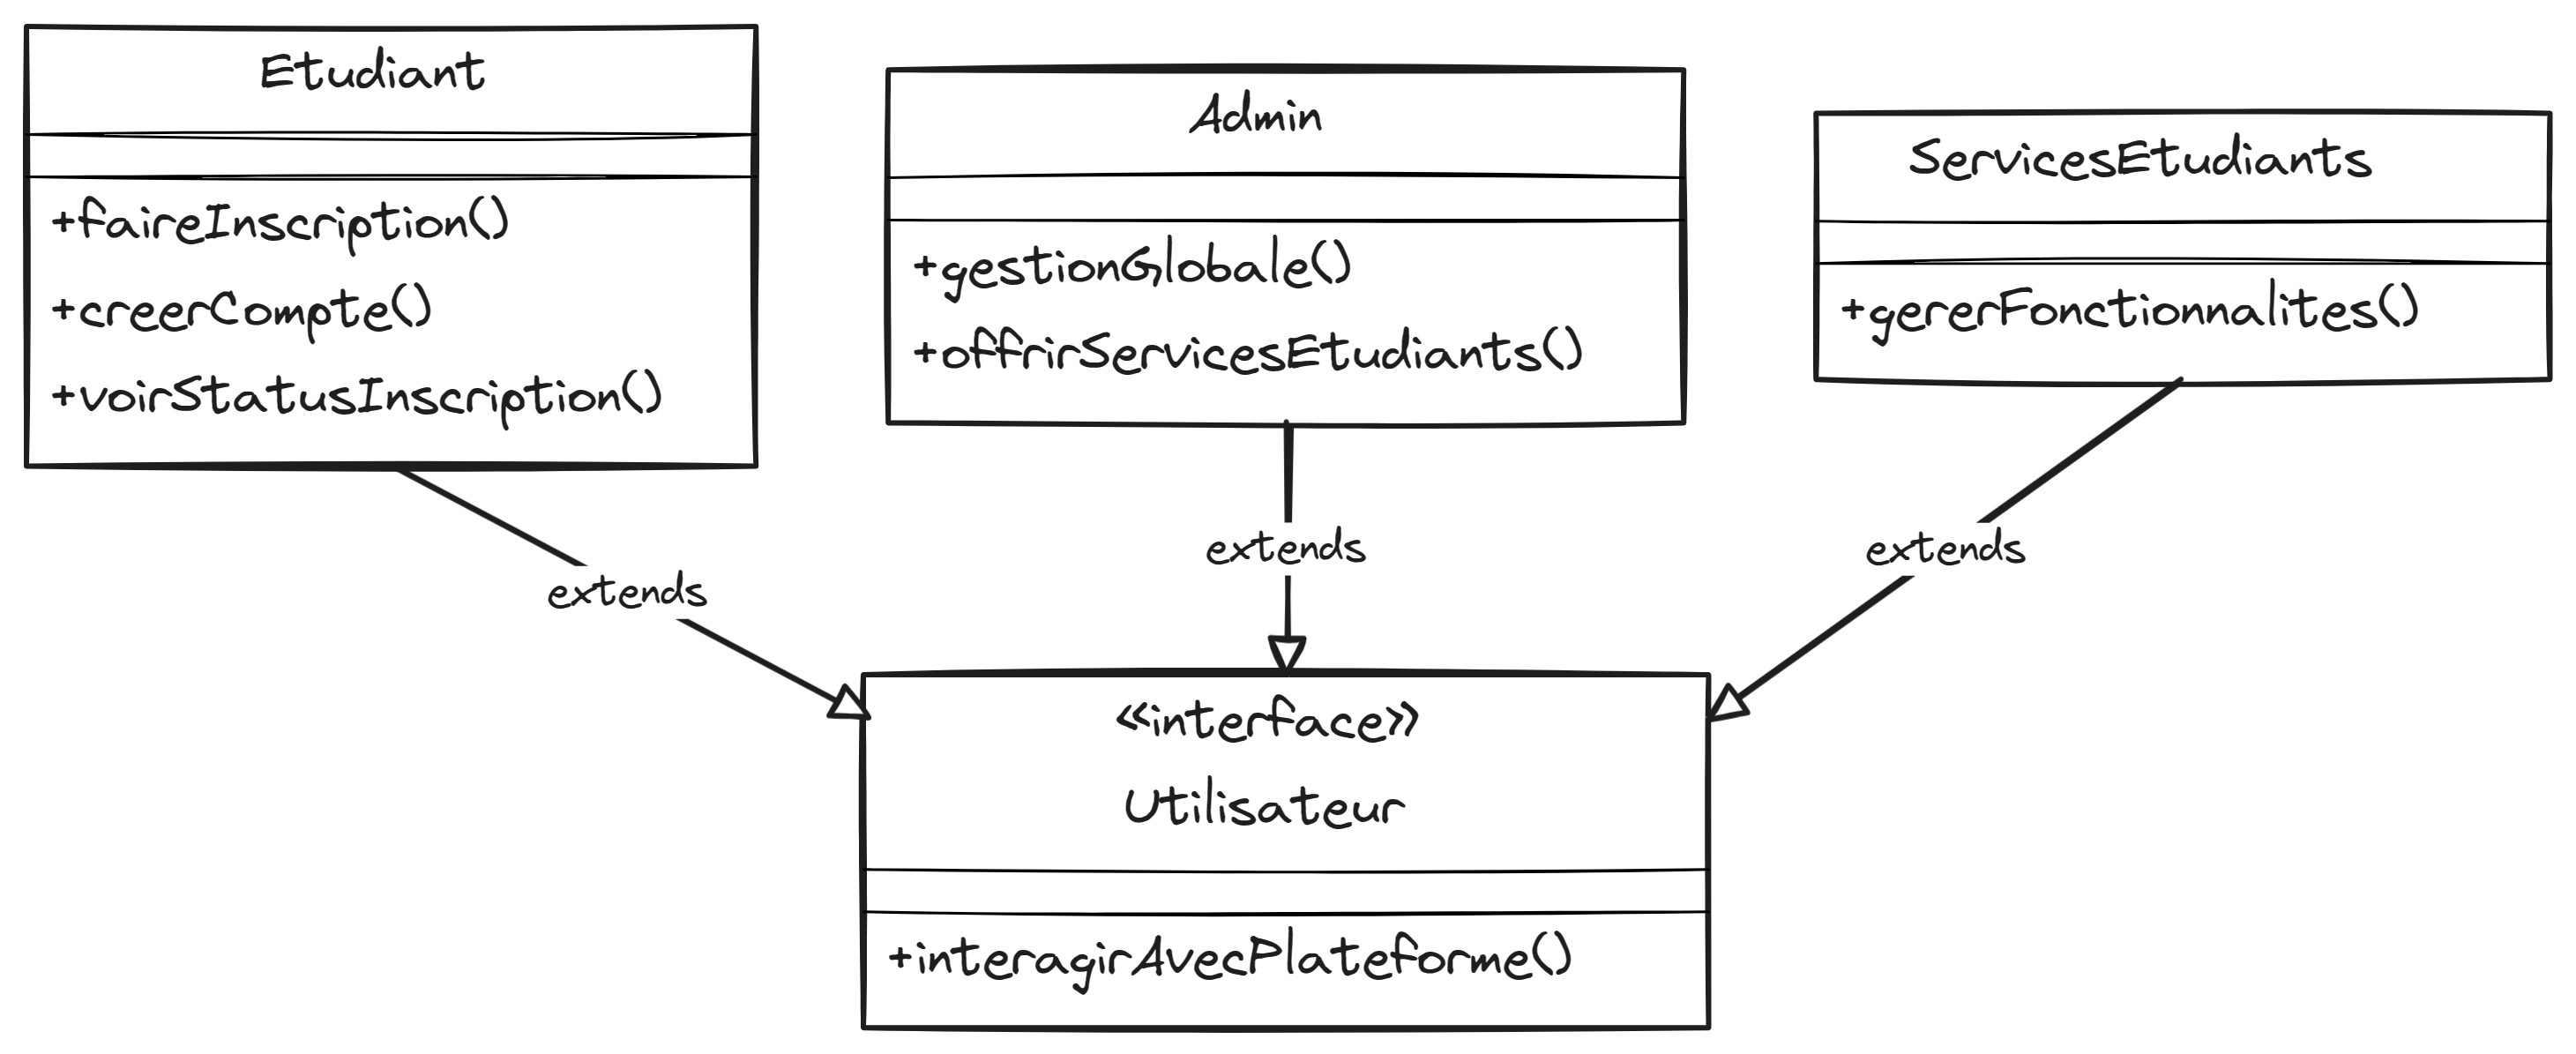 Etudiant
+faireInscription()
+creerCompte()
+voirStatusInscription()
Admin
+gestionGlobale()
+offrirServicesEtudiants()
ServicesEtudiants
+gererFonctionnalites()
extends
extends
extends
«interface»
Utilisateur
+interagirAvecPlateforme()